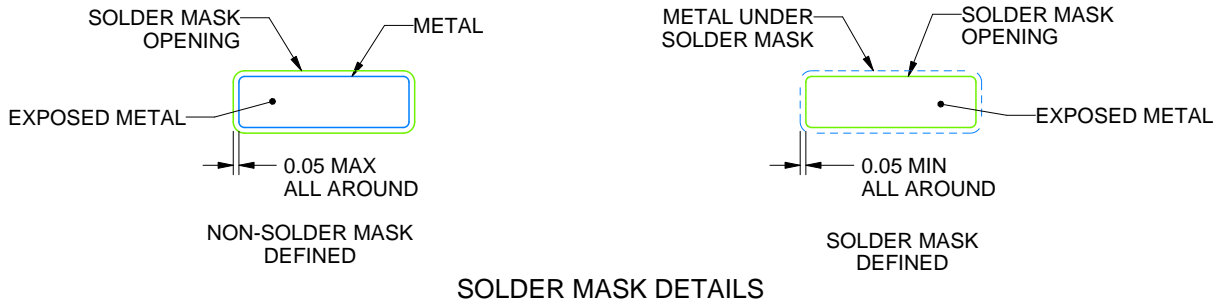 SOLDER MASK
OPENING
METAL
EXPOSED METAL
0.05 MAX
ALL AROUND
NON-SOLDER MASK
DEFINED
METAL UNDER
SOLDER MASK
SOLDER MASK
OPENING
EXPOSED METAL
0.05 MIN
ALL AROUND
SOLDER MASK
DEFINED
SOLDER MASK DETAILS